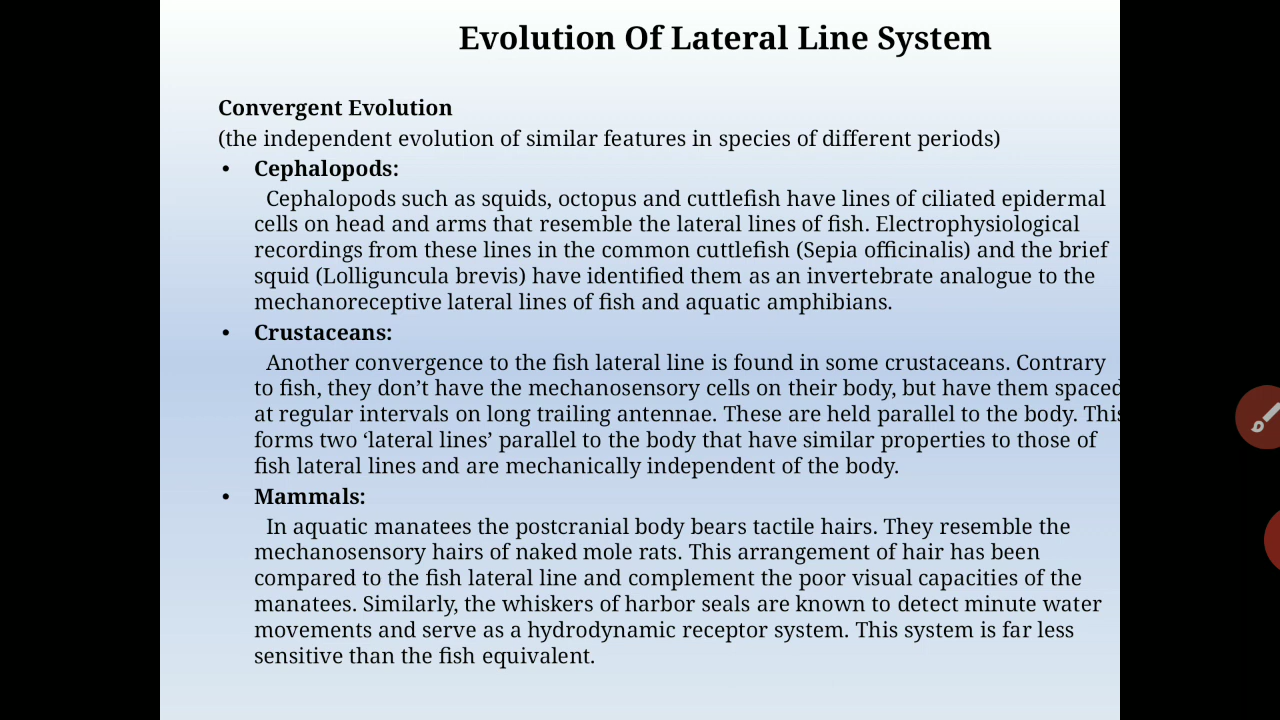 Evolution Of Lateral Line System
Convergent Evolution
(the independent evolution of similar features in species of different periods)
• Cephalopods:
Cephalopods such as squids, octopus and cuttlefish have lines of ciliated epidermal
cells on head and arms that resemble the lateral lines of fish. Electrophysiological
recordings from these lines in the common cuttlefish (Sepia officinalis) and the brief
squid (Lolliguncula brevis) have identified them as an invertebrate analogue to the
mechanoreceptive lateral lines of fish and aquatic amphibians.
• Crustaceans:
Another convergence to the fish lateral line is found in some crustaceans. Contrary
to fish, they don’t have the mechanosensory cells on their body, but have them spaced
at regular intervals on long trailing antennae. These are held parallel to the body. This
forms two ‘lateral lines’ parallel to the body that have similar properties to those of
fish lateral lines and are mechanically independent of the body.
• Mammals:
In aquatic manatees the postcranial body bears tactile hairs. They resemble the
mechanosensory hairs of naked mole rats. This arrangement of hair has been
compared to the fish lateral line and complement the poor visual capacities of the
manatees. Similarly, the whiskers of harbor seals are known to detect minute water
movements and serve as a hydrodynamic receptor system. This system is far less
sensitive than the fish equivalent.